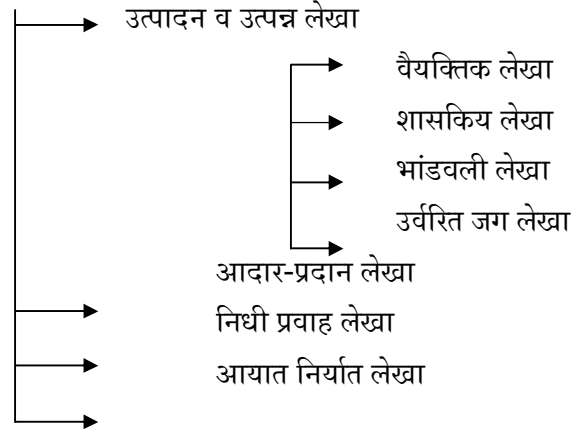 उत्पादन व उत्पन्न लेखा
वैयक्तिक लेखा
शासकिय लेखा
भांडवली लेखा
उर्वरित जग लेखा
आदार-प्रदान लेखा
निधी प्रवाह लेखा
आयात निर्यात लेखा